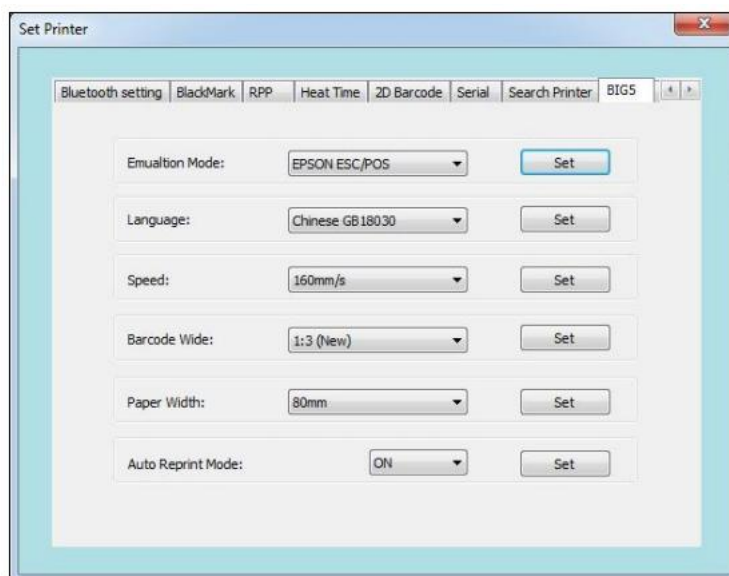 Set Printer
Bluetooth setting BlackMark RPP Heat Time 2D Barcode Serial Search Printer BIG5
Emualtion Mode: EPSON ESC/POS Set
Language: Chinese GB18030 Set
Speed: 160mm/s Set
Barcode Wide: 1:3 (New) Set
Paper Width: 80mm Set
Auto Reprint Mode: ON Set